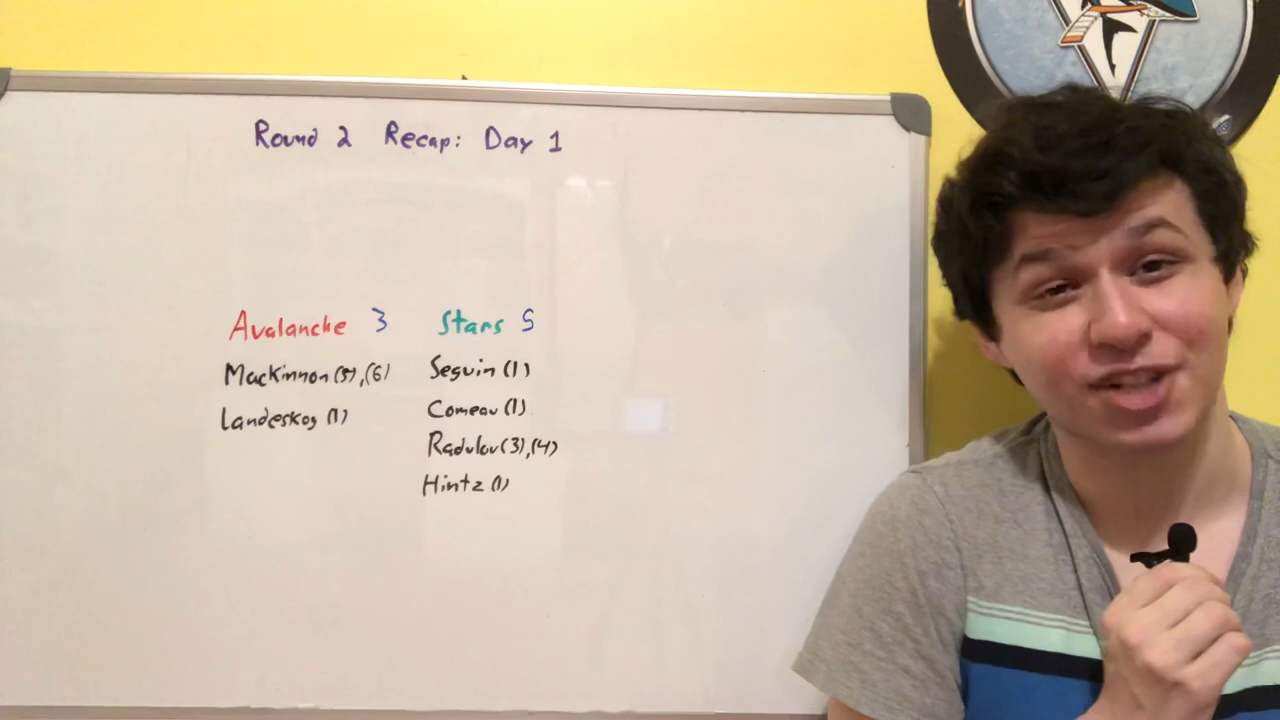 Round 2 Recap: Day 1
Avalanche 3 Stars 5
MacKinnon (5), (6) Seguin (1)
Landeskog (1) Comeau (1)
Radulov (3), (4)
Hintz (1)